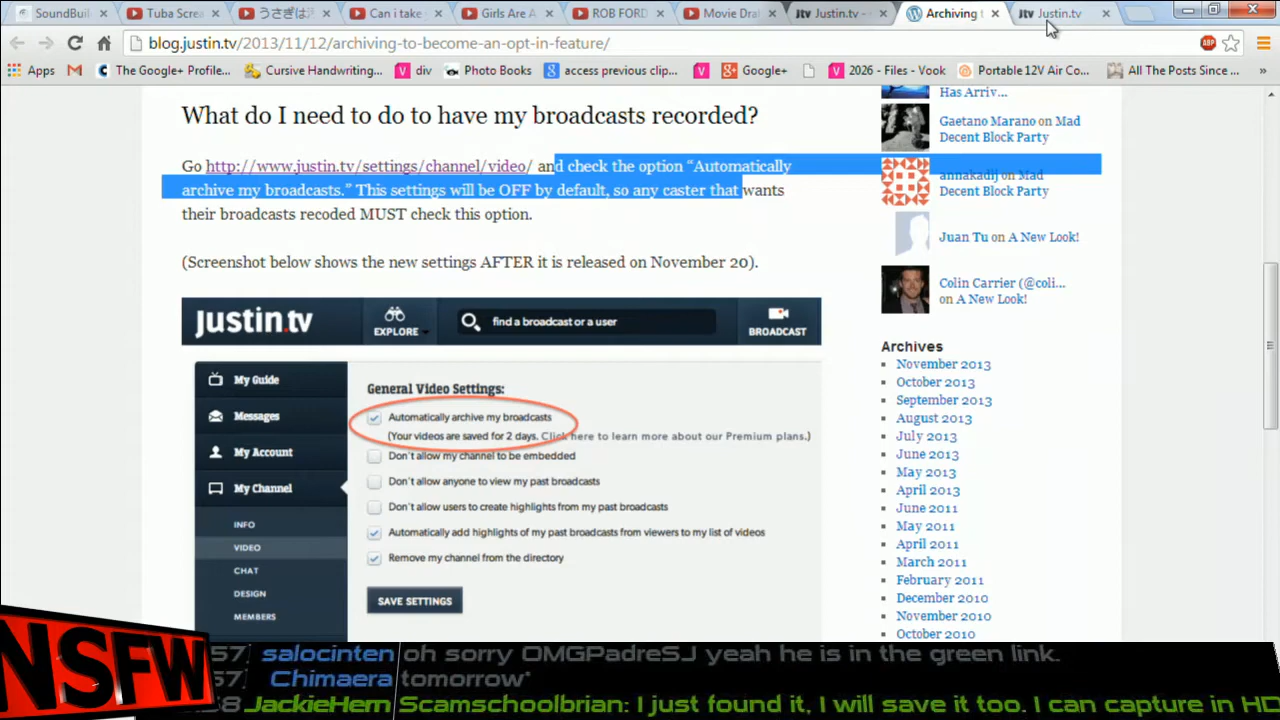 SoundBuil
Tuba Screa
うさぎは
Can i take
Girls Are A
ROB FORD
Movie Dra
Justin.tv -
Archiving
Justin.tv
blog.justin.tv/2013/11/12/archiving-to-become-an-opt-in-feature/
ABP
Apps
The Google+ Profile...
Cursive Handwriting...
div
Photo Books
access previous clip...
Google+
2026 - Files - Vook
Portable 12V Air Co...
All The Posts Since ...
What do I need to do to have my broadcasts recorded?
Go http://www.justin.tv/settings/channel/video/ and check the option “Automatically
archive my broadcasts.” This settings will be OFF by default, so any caster that wants
their broadcasts recoded MUST check this option.
(Screenshot below shows the new settings AFTER it is released on November 20).
Justin.tv
EXPLORE
find a broadcast or a user
BROADCAST
My Guide
Messages
My Account
My Channel
INFO
VIDEO
CHAT
DESIGN
MEMBERS
General Video Settings:
Automatically archive my broadcasts
(Your videos are saved for 2 days. Click here to learn more about our Premium plans.)
Don't allow my channel to be embedded
Don't allow anyone to view my past broadcasts
Don't allow users to create highlights from my past broadcasts
Automatically add highlights of my past broadcasts from viewers to my list of videos
Remove my channel from the directory
SAVE SETTINGS
Has Arriv...
Gaetano Marano on Mad
Decent Block Party
annakadij on Mad
Decent Block Party
Juan Tu on A New Look!
Colin Carrier (@coli...
on A New Look!
Archives
November 2013
October 2013
September 2013
August 2013
July 2013
June 2013
May 2013
April 2013
June 2011
May 2011
April 2011
March 2011
February 2011
December 2010
November 2010
October 2010
NSFW
57) salocinten oh sorry OMGPadreSJ yeah he is in the green link.
57) Chimaera tomorrow*
58 JackieHem Scamschoolbrian: I just found it, I will save it too. I can capture in HD